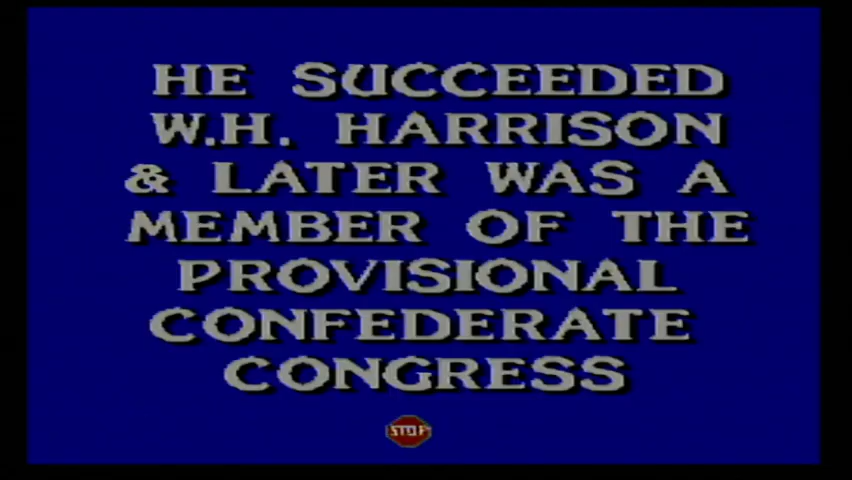 HE SUCCEEDED
W.H. HARRISON
& LATER WAS A
MEMBER OF THE
PROVISIONAL
CONFEDERATE
CONGRESS
STOP